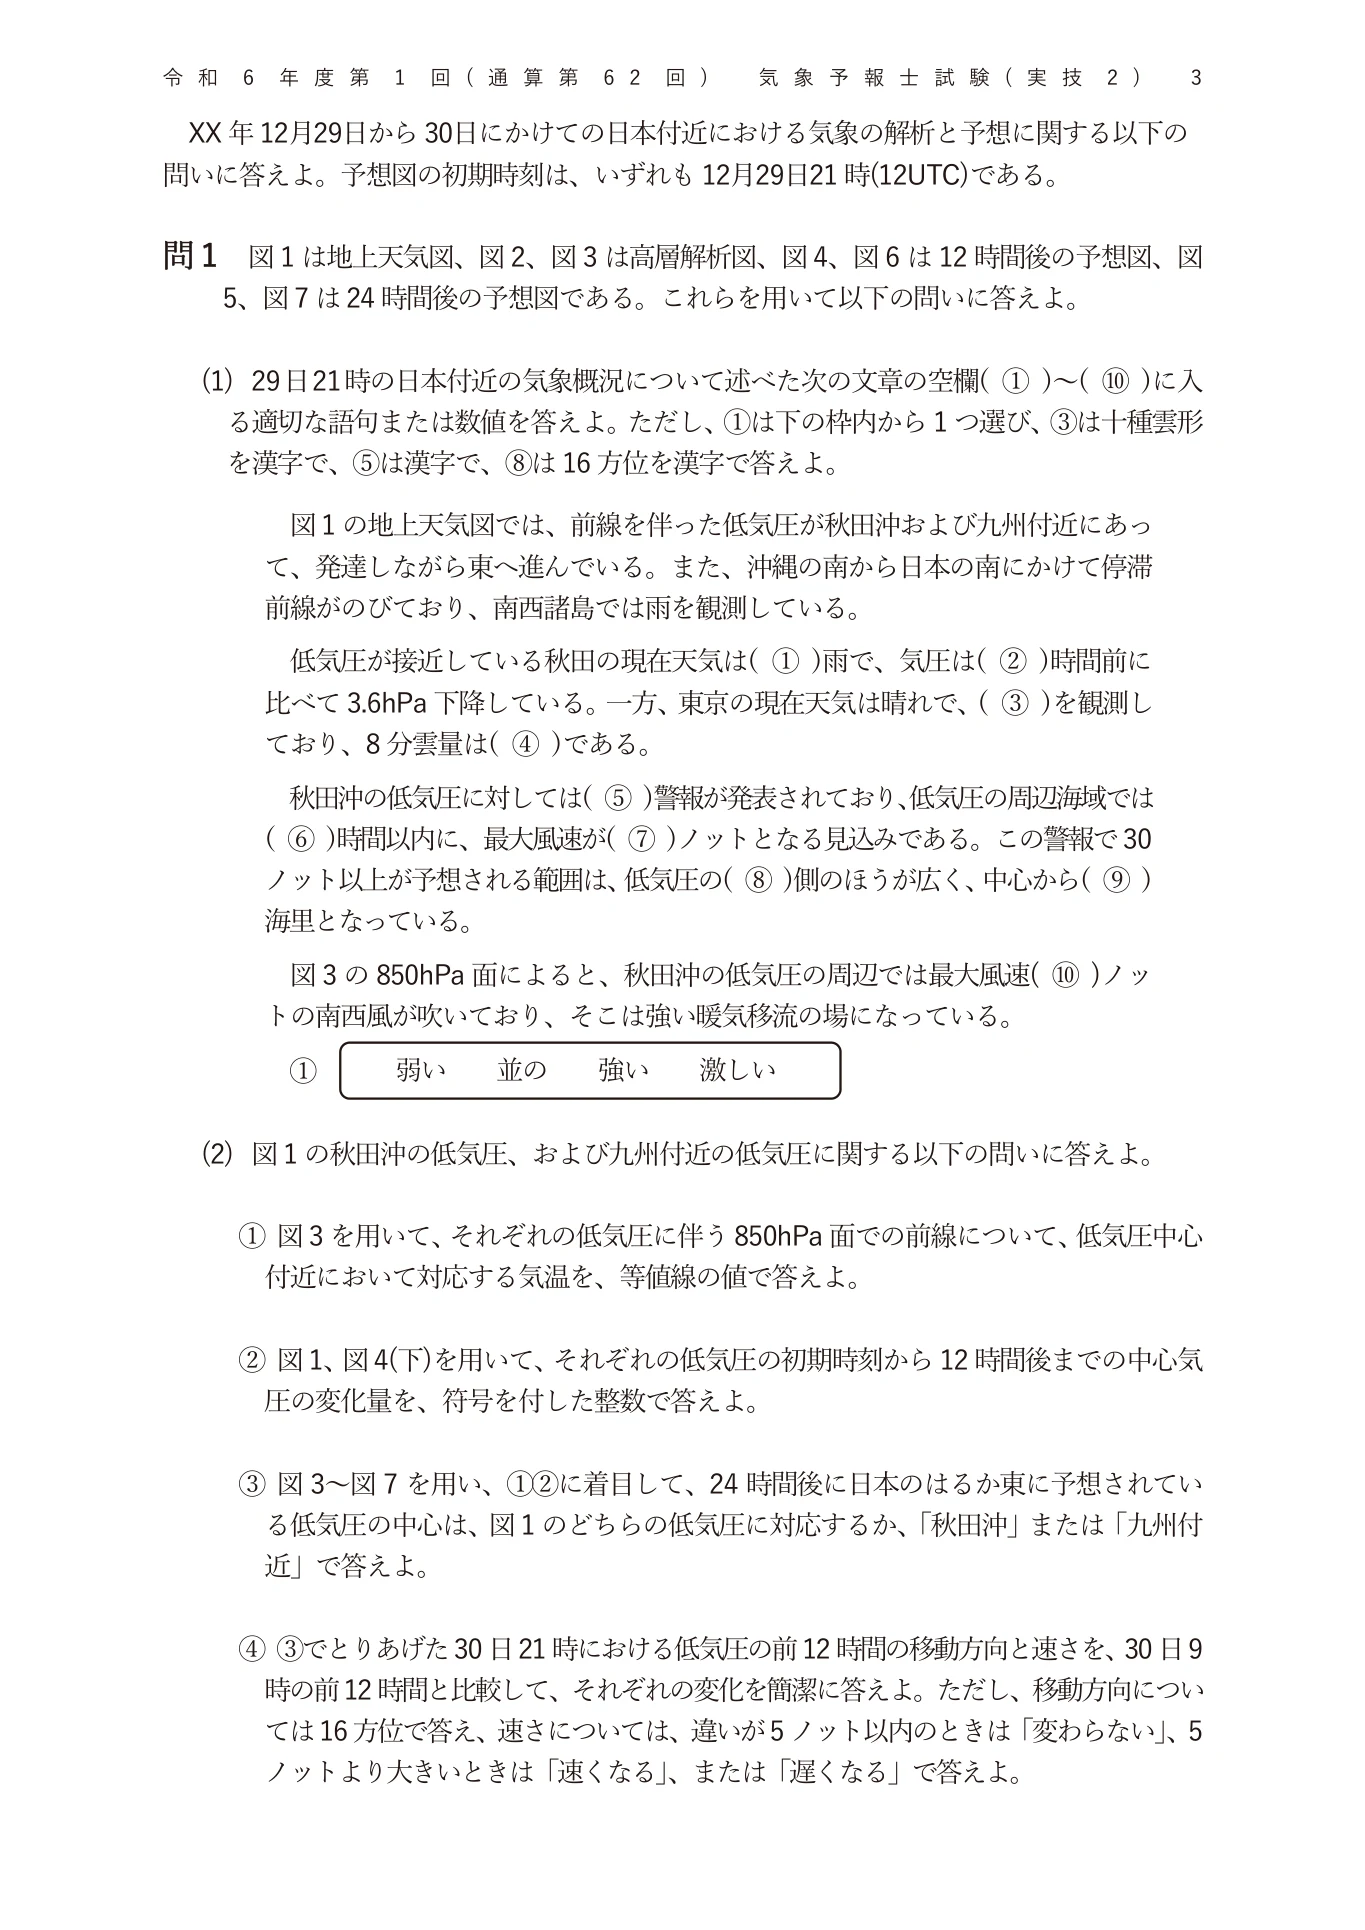 令和6年度第1回(通算第62回) 気象予報士試験(実技2) 3
XX 年 12月29日から 30日にかけての日本付近における気象の解析と予想に関する以下の
問いに答えよ。予想図の初期時刻は、いずれも 12月29日21 時(12UTC)である。
問1 図 1 は地上天気図、図 2、図 3 は高層解析図、図 4、図 6 は 12 時間後の予想図、図
5、図 7 は 24 時間後の予想図である。これらを用いて以下の問いに答えよ。
(1) 29日21時の日本付近の気象概況について述べた次の文章の空欄( ① )〜( ⑩ )に入
る適切な語句または数値を答えよ。ただし、①は下の枠内から 1 つ選び、③は十種雲形
を漢字で、⑤は漢字で、⑧は 16 方位を漢字で答えよ。
図 1 の地上天気図では、前線を伴った低気圧が秋田沖および九州付近にあっ
て、発達しながら東へ進んでいる。また、沖縄の南から日本の南にかけて停滞
前線がのびており、南西諸島では雨を観測している。
低気圧が接近している秋田の現在天気は( ① )雨で、気圧は( ② )時間前に
比べて 3.6hPa 下降している。一方、東京の現在天気は晴れで、( ③ )を観測し
ており、8 分雲量は( ④ )である。
秋田沖の低気圧に対しては( ⑤ )警報が発表されており、低気圧の周辺海域では
( ⑥ )時間以内に、最大風速が( ⑦ )ノットとなる見込みである。この警報で 30
ノット以上が予想される範囲は、低気圧の( ⑧ )側のほうが広く、中心から( ⑨ )
海里となっている。
図 3 の 850hPa 面によると、秋田沖の低気圧の周辺では最大風速( ⑩ )ノッ
トの南西風が吹いており、そこは強い暖気移流の場になっている。
① 弱い 並の 強い 激しい
(2) 図 1 の秋田沖の低気圧、および九州付近の低気圧に関する以下の問いに答えよ。
① 図 3 を用いて、それぞれの低気圧に伴う 850hPa 面での前線について、低気圧中心
付近において対応する気温を、等値線の値で答えよ。
② 図 1、図 4(下)を用いて、それぞれの低気圧の初期時刻から 12 時間後までの中心気
圧の変化量を、符号を付した整数で答えよ。
③ 図 3〜図 7 を用い、①②に着目して、24 時間後に日本のはるか東に予想されてい
る低気圧の中心は、図 1 のどちらの低気圧に対応するか、「秋田沖」または「九州付
近」で答えよ。
④ ③でとりあげた 30 日 21 時における低気圧の前 12 時間の移動方向と速さを、30 日 9
時の前 12 時間と比較して、それぞれの変化を簡潔に答えよ。ただし、移動方向につい
ては 16 方位で答え、速さについては、違いが 5 ノット以内のときは「変わらない」、5
ノットより大きいときは「速くなる」、または「遅くなる」で答えよ。